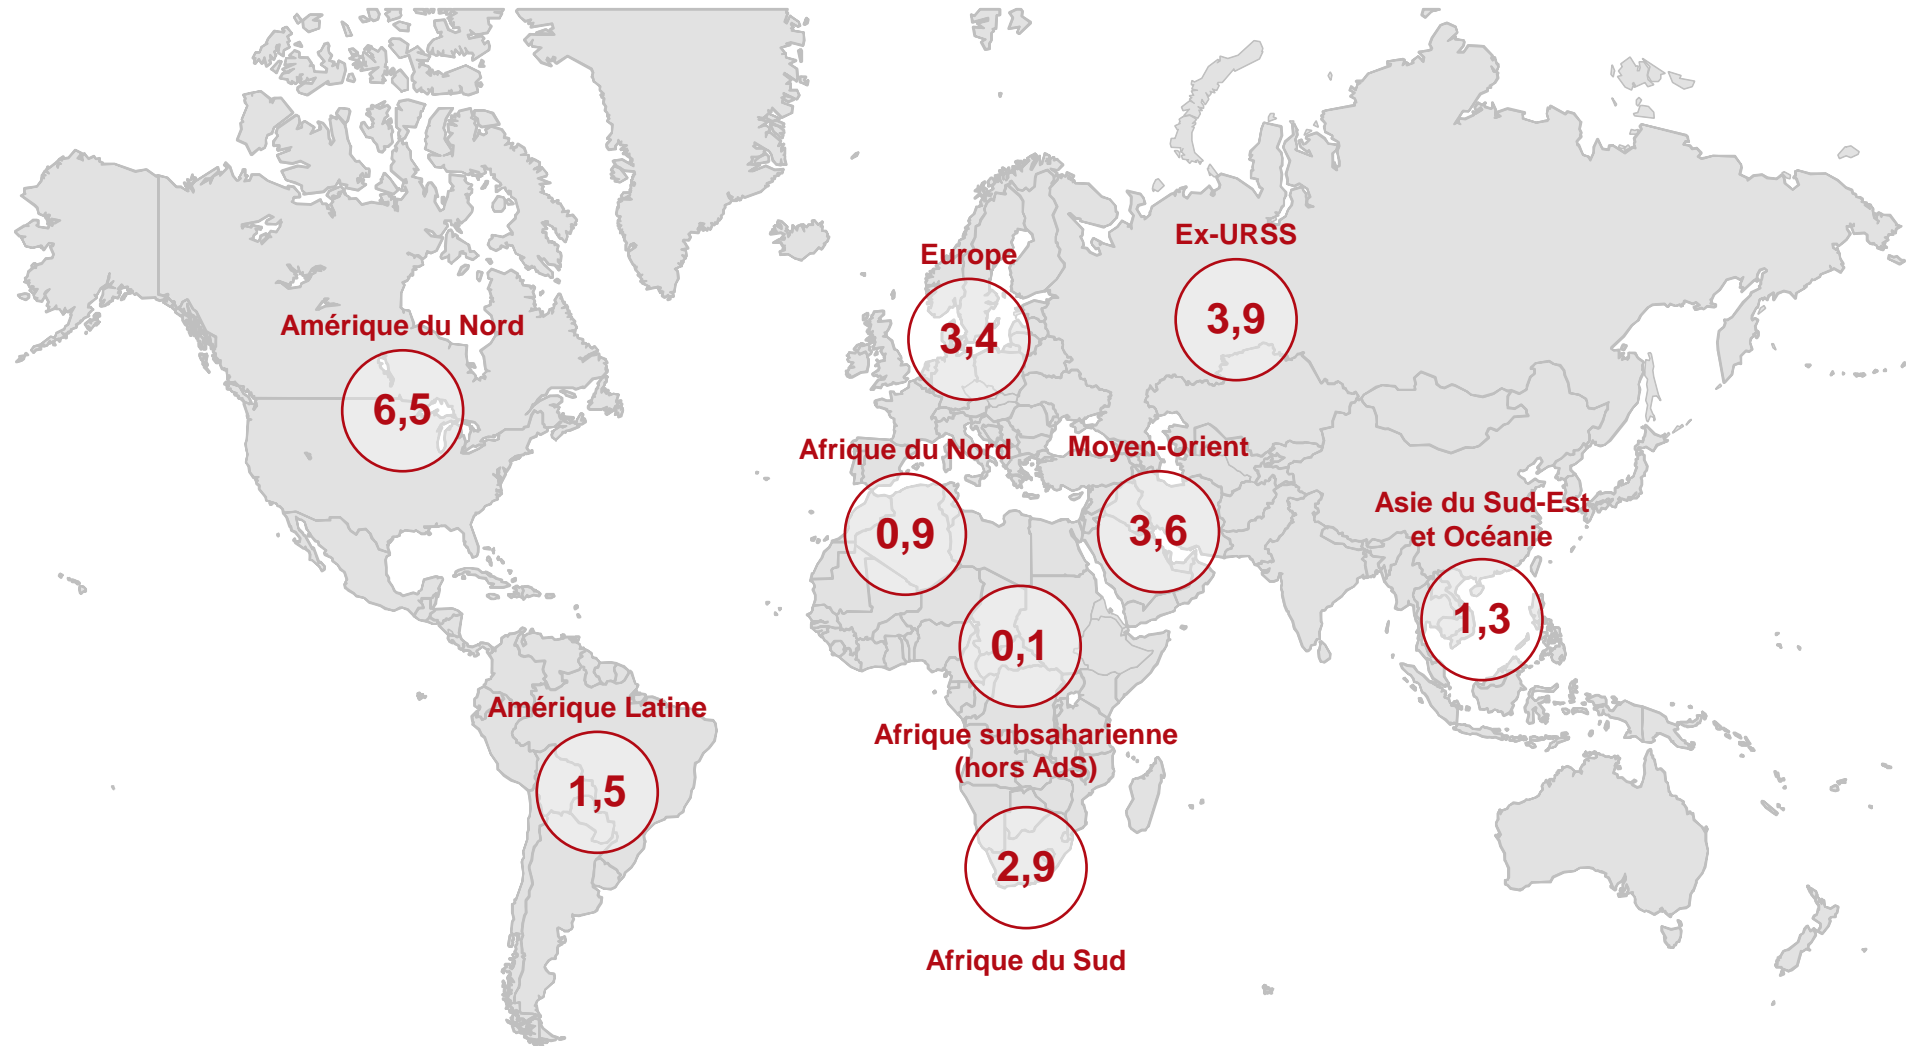 Ex-URSS
3,9
Europe
3,4
Amérique du Nord
6,5
Afrique du Nord
0,9
Moyen-Orient
3,6
Asie du Sud-Est
et Océanie
1,3
0,1
Afrique subsaharienne
(hors AdS)
Amérique Latine
1,5
2,9
Afrique du Sud